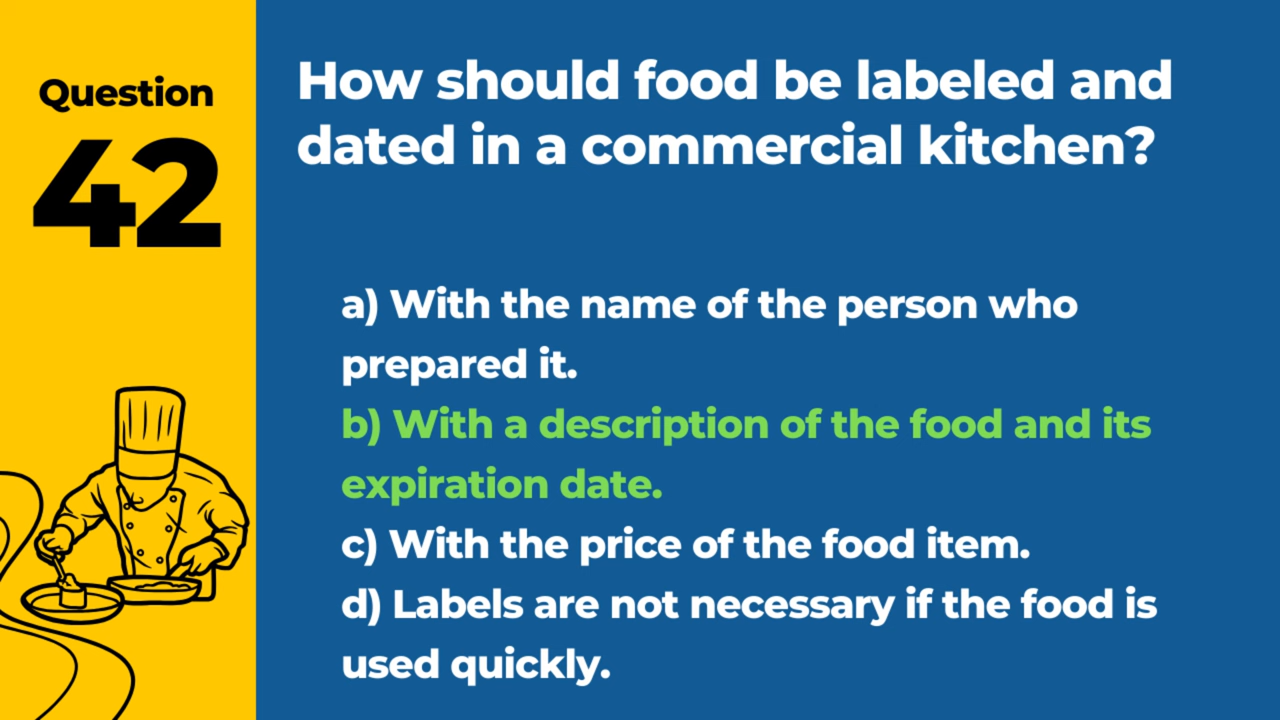 Question
42
How should food be labeled and
dated in a commercial kitchen?
a) With the name of the person who
prepared it.
b) With a description of the food and its
expiration date.
c) With the price of the food item.
d) Labels are not necessary if the food is
used quickly.